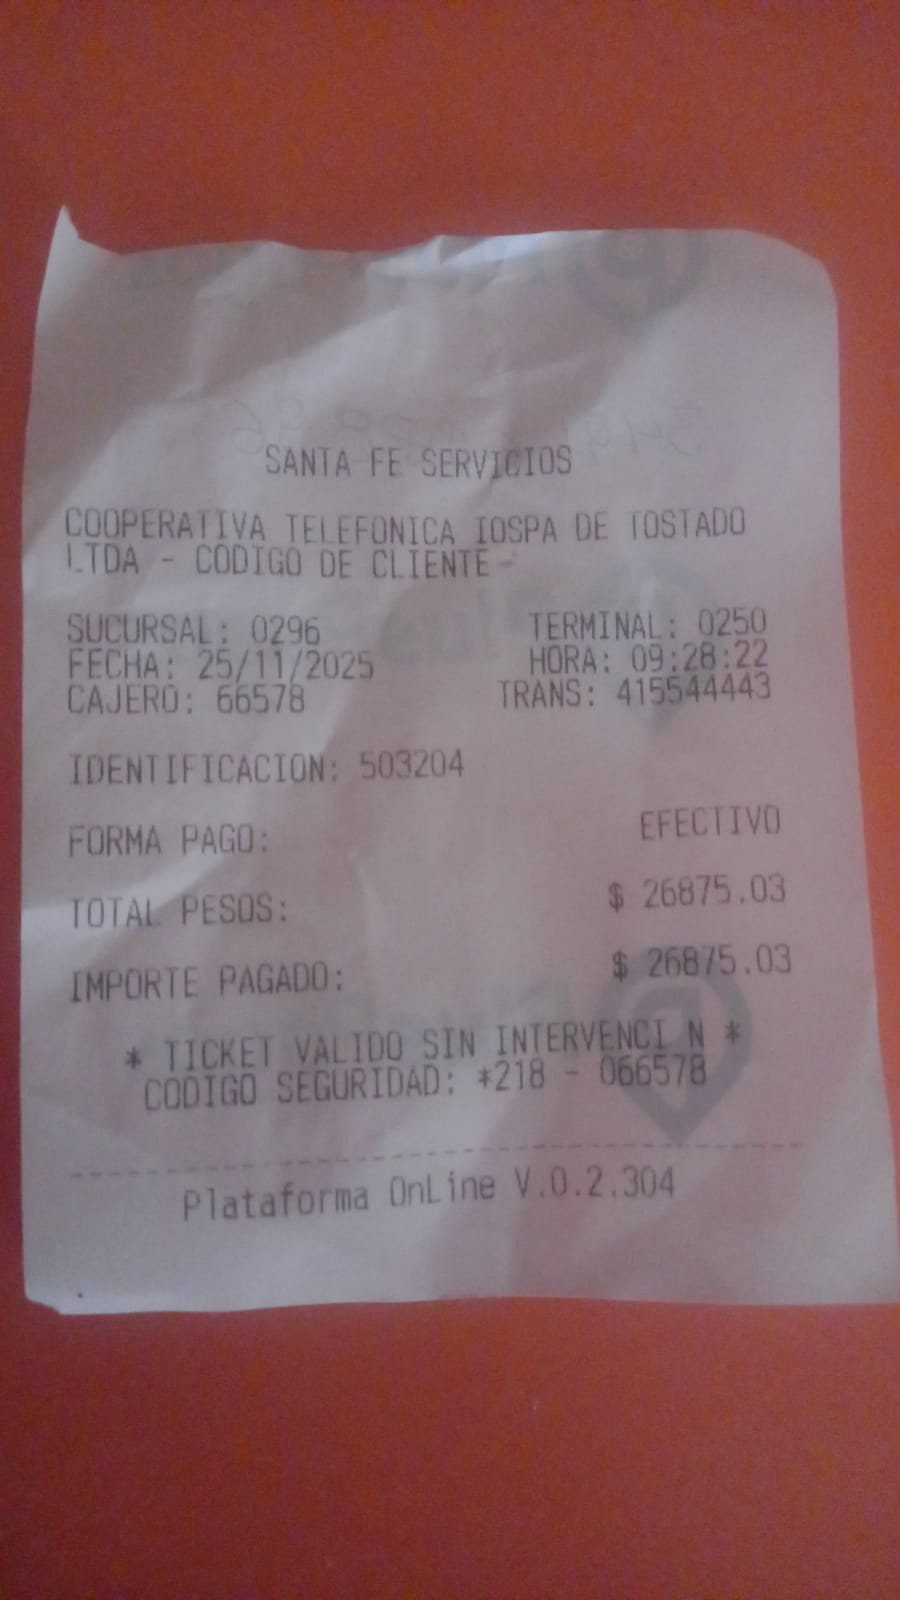 SANTA FE SERVICIOS
COOPERATIVA TELEFONICA IOSPA DE TOSTADO
LTDA - CODIGO DE CLIENTE-
SUCURSAL: 0296 TERMINAL: 0250
FECHA: 25/11/2025 HORA: 09:28:22
CAJERO: 66578 TRANS: 415544443
IDENTIFICACION: 503204
FORMA PAGO: EFECTIVO
TOTAL PESOS: $ 26875.03
IMPORTE PAGADO: $ 26875.03
* TICKET VALIDO SIN INTERVENCI N *
CODIGO SEGURIDAD: *218 - 066578
Plataforma OnLine V.0.2.304